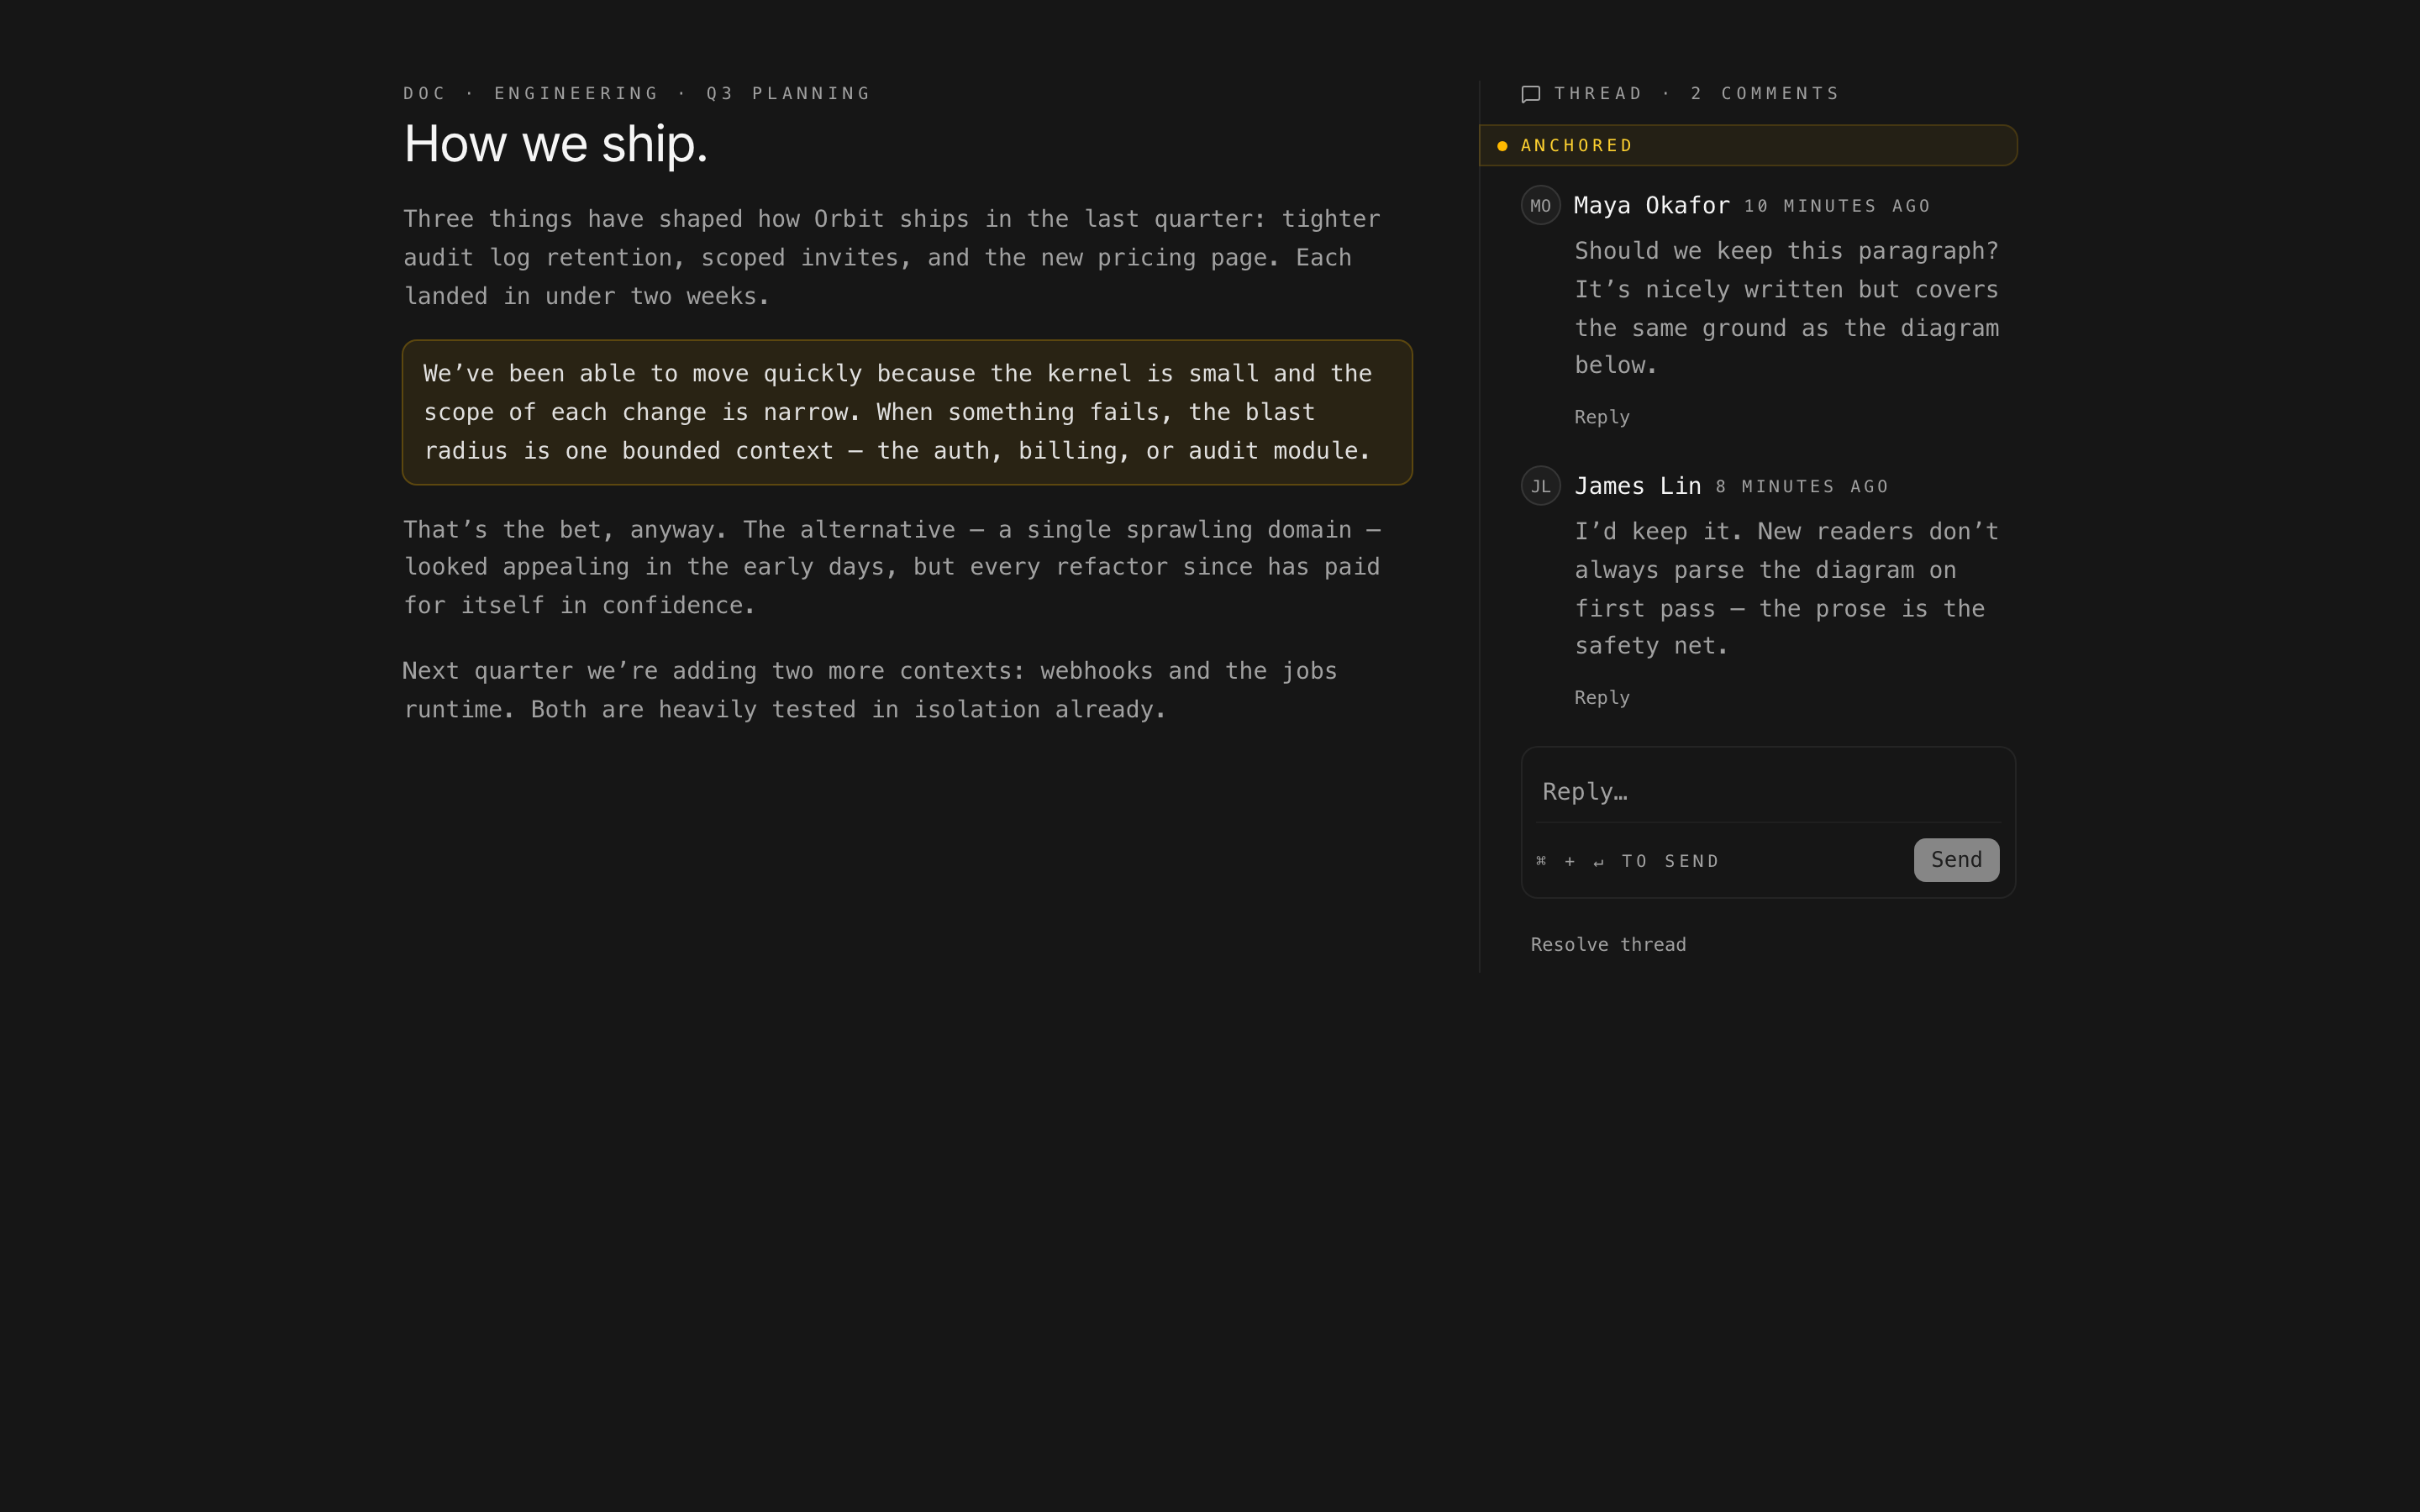 DOC · ENGINEERING · Q3 PLANNING
How we ship.
Three things have shaped how Orbit ships in the last quarter: tighter
audit log retention, scoped invites, and the new pricing page. Each
landed in under two weeks.
We’ve been able to move quickly because the kernel is small and the
scope of each change is narrow. When something fails, the blast
radius is one bounded context — the auth, billing, or audit module.
That’s the bet, anyway. The alternative — a single sprawling domain —
looked appealing in the early days, but every refactor since has paid
for itself in confidence.
Next quarter we’re adding two more contexts: webhooks and the jobs
runtime. Both are heavily tested in isolation already.
THREAD · 2 COMMENTS
ANCHORED
MO Maya Okafor 10 MINUTES AGO
Should we keep this paragraph?
It’s nicely written but covers
the same ground as the diagram
below.
Reply
JL James Lin 8 MINUTES AGO
I’d keep it. New readers don’t
always parse the diagram on
first pass — the prose is the
safety net.
Reply
Reply…
⌘ + ↵ TO SEND Send
Resolve thread